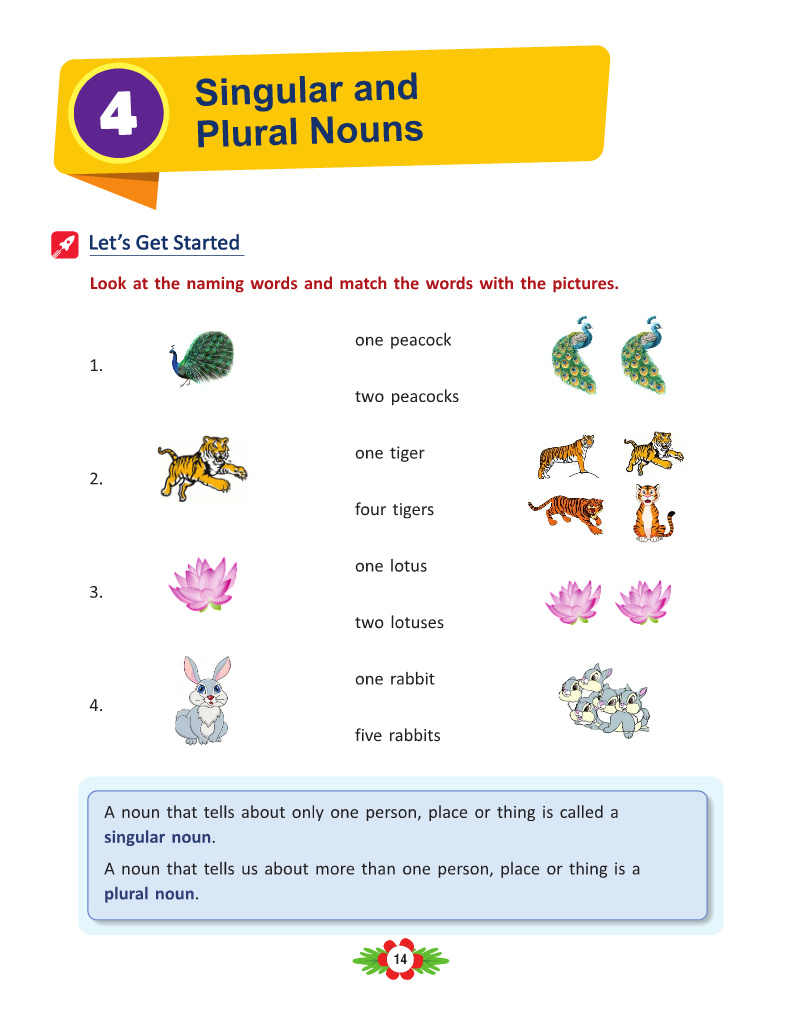 4
Singular and
Plural Nouns
Let's Get Started
Look at the naming words and match the words with the pictures.
1.
one peacock
two peacocks
2.
one tiger
four tigers
3.
one lotus
two lotuses
4.
one rabbit
five rabbits
A noun that tells about only one person, place or thing is called a
singular noun.
A noun that tells us about more than one person, place or thing is a
plural noun.
14